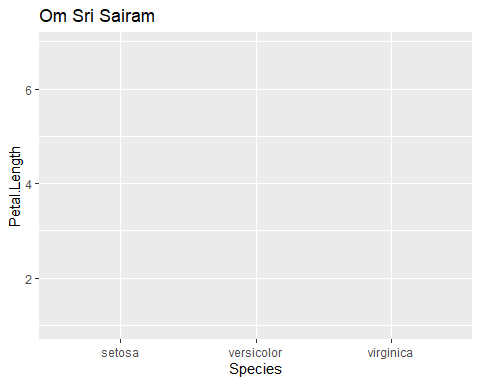 Om Sri Sairam
Petal.Length
6
4
2
setosa versicolor virginica
Species